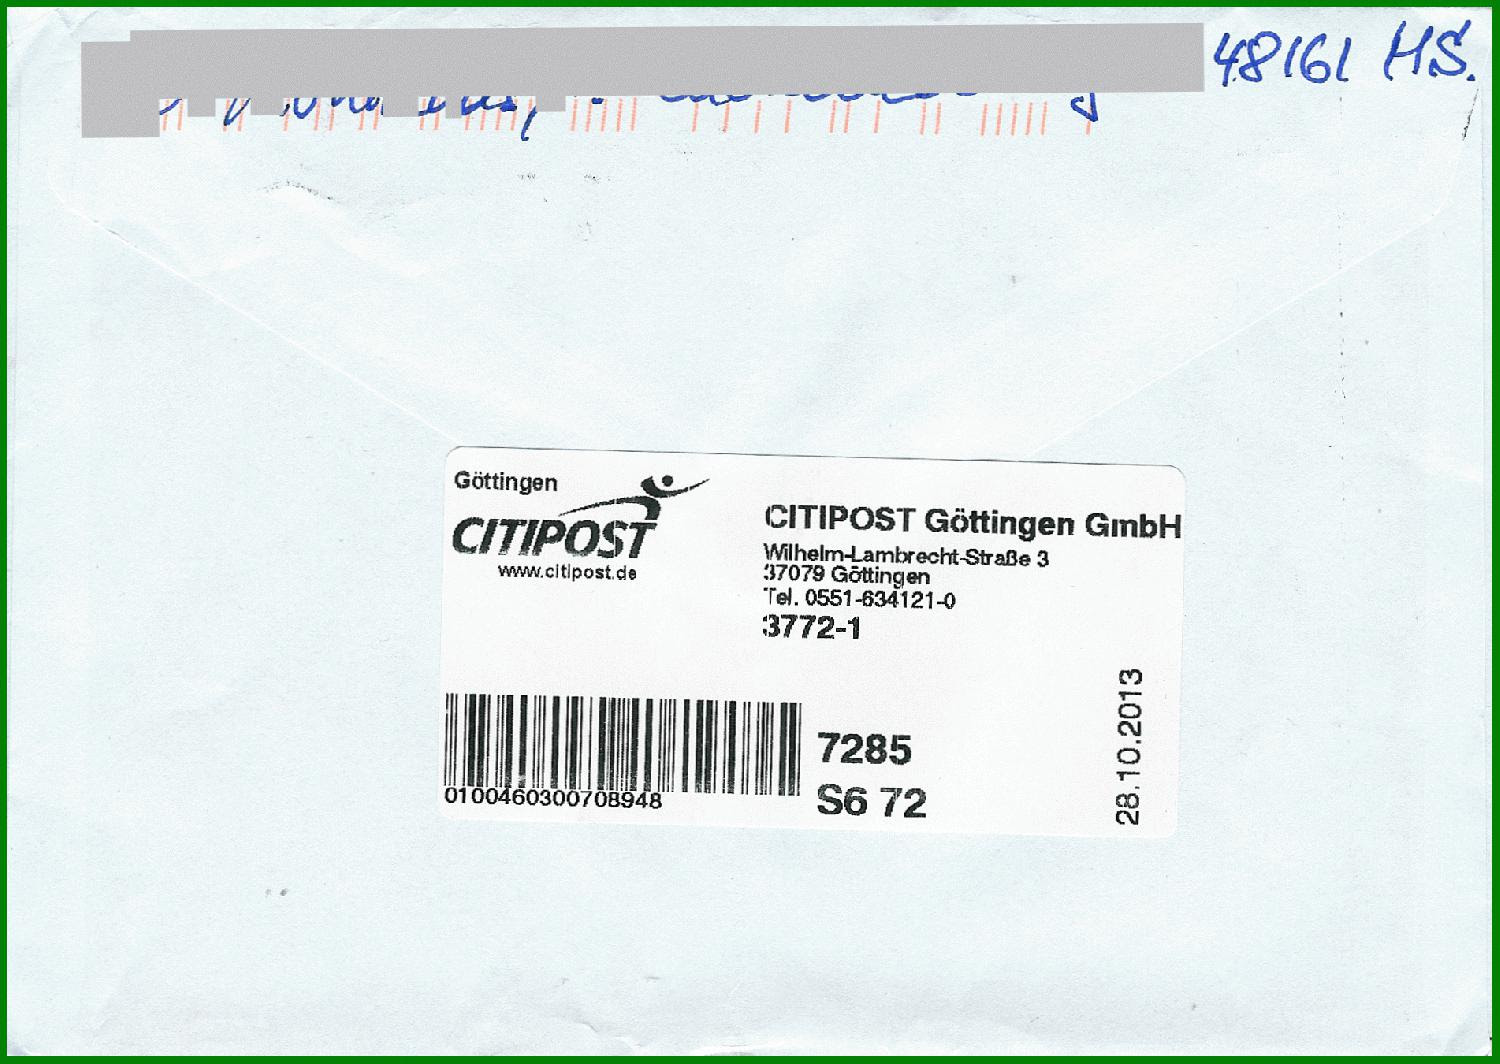 48161 HS.
Göttingen
CITIPOST
www.citipost.de
CITIPOST Göttingen GmbH
Wilhelm-Lambrecht-Straße 3
37079 Göttingen
Tel. 0551-634121-0
3772-1
0100460300708948
7285
S6 72
28.10.2013